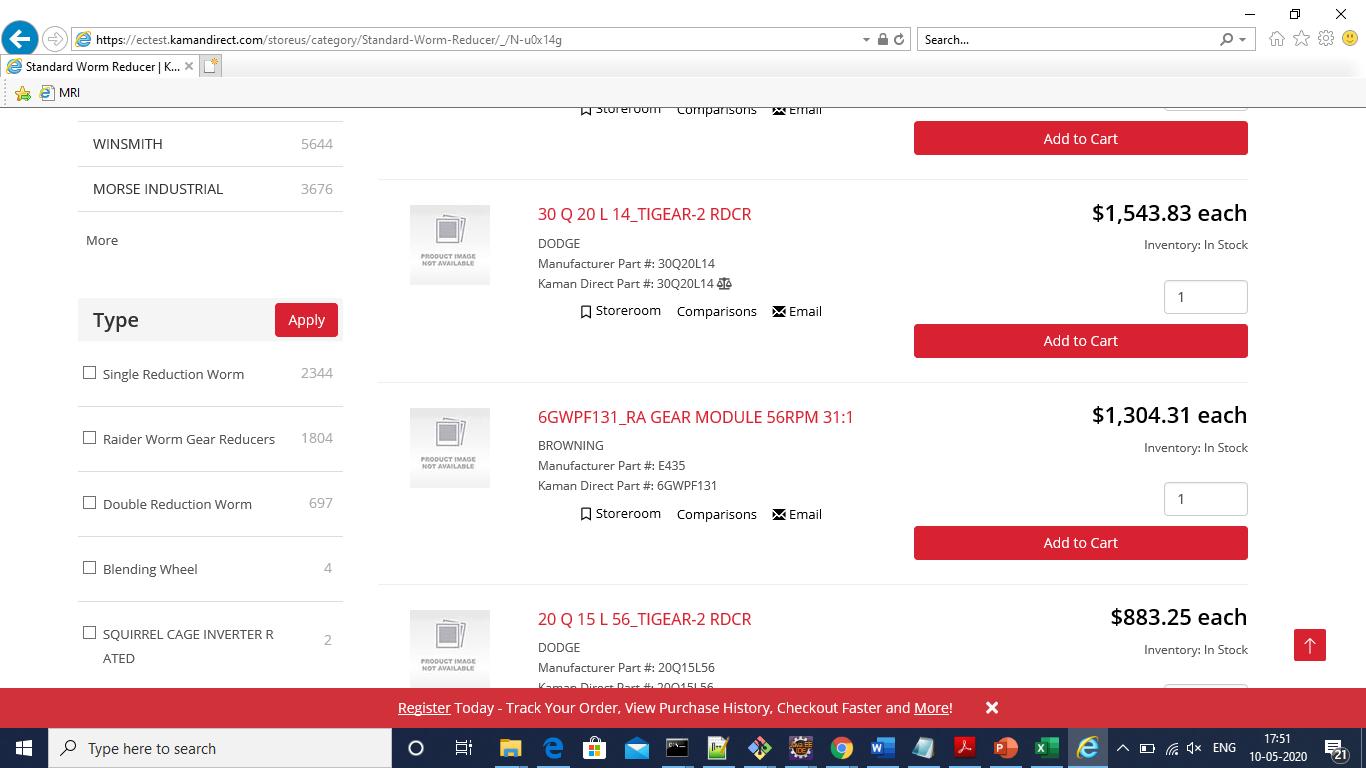 https://ectest.kamandirect.com/storeus/category/Standard-Worm-Reducer/_/N-u0x14g
Search...
Standard Worm Reducer | K...
MRI
WINSMITH 5644
MORSE INDUSTRIAL 3676
More
Type
Apply
Single Reduction Worm 2344
Raider Worm Gear Reducers 1804
Double Reduction Worm 697
Blending Wheel 4
SQUIRREL CAGE INVERTER R 2
ATED
Storeroom Comparisons Email
Add to Cart
PRODUCT IMAGE
NOT AVAILABLE
30 Q 20 L 14_TIGEAR-2 RDCR
DODGE
Manufacturer Part #: 30Q20L14
Kaman Direct Part #: 30Q20L14
Storeroom Comparisons Email
$1,543.83 each
Inventory: In Stock
1
Add to Cart
PRODUCT IMAGE
NOT AVAILABLE
6GWPF131_RA GEAR MODULE 56RPM 31:1
BROWNING
Manufacturer Part #: E435
Kaman Direct Part #: 6GWPF131
Storeroom Comparisons Email
$1,304.31 each
Inventory: In Stock
1
Add to Cart
PRODUCT IMAGE
NOT AVAILABLE
20 Q 15 L 56_TIGEAR-2 RDCR
DODGE
Manufacturer Part #: 20Q15L56
Kaman Direct Part #: 20Q15L56
$883.25 each
Inventory: In Stock
Register Today - Track Your Order, View Purchase History, Checkout Faster and More!
Type here to search
ENG
17:51
10-05-2020
21